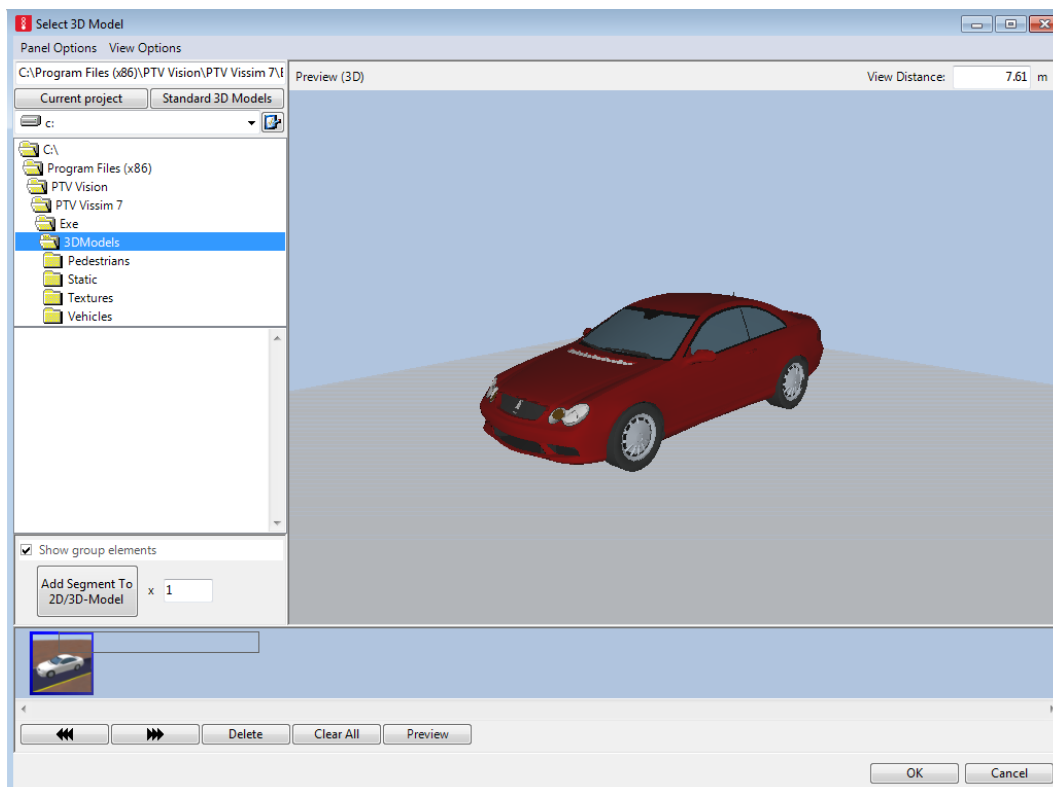 Select 3D Model
Panel Options View Options
C:\Program Files (x86)\PTV Vision\PTV Vissim 7\E
Preview (3D)
View Distance: 7.61 m
Current project Standard 3D Models
c:
C:\
Program Files (x86)
PTV Vision
PTV Vissim 7
Exe
3DModels
Pedestrians
Static
Textures
Vehicles
Show group elements
Add Segment To
2D/3D-Model
x 1
Delete Clear All Preview
OK Cancel